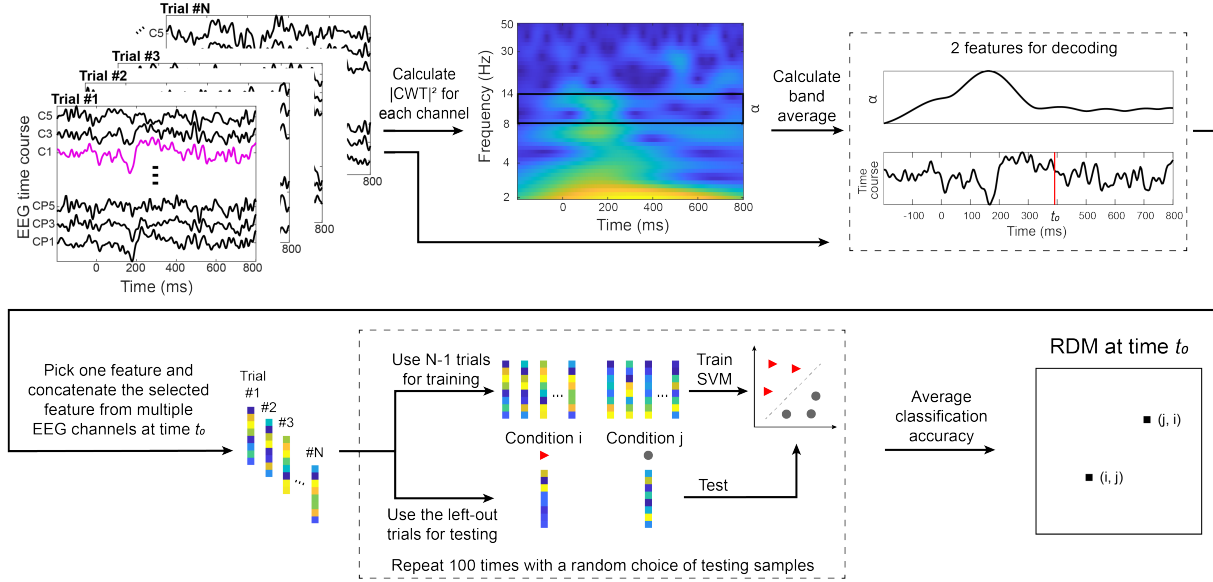 Trial #N
C5
Trial #3
Trial #2
Trial #1
C5
C3
C1
CP5
CP3
CP1
EEG time course
0
200
400
600
800
800
800
800
Time (ms)
Calculate
|CWT|² for
each channel
Frequency (Hz)
50
30
14
8
4
2
α
0
200
400
600
800
Time (ms)
Calculate
band
average
2 features for decoding
α
Time
course
-100
0
100
200
300
t₀
500
600
700
800
Time (ms)
Pick one feature and
concatenate the selected
feature from multiple
EEG channels at time t₀
Trial
#1
#2
#3
...
#N
Use N-1 trials
for training
...
...
Train
SVM
Condition i
Condition j
Use the left-out
trials for testing
Test
Repeat 100 times with a random choice of testing samples
Average
classification
accuracy
RDM at time t₀
(j, i)
(i, j)